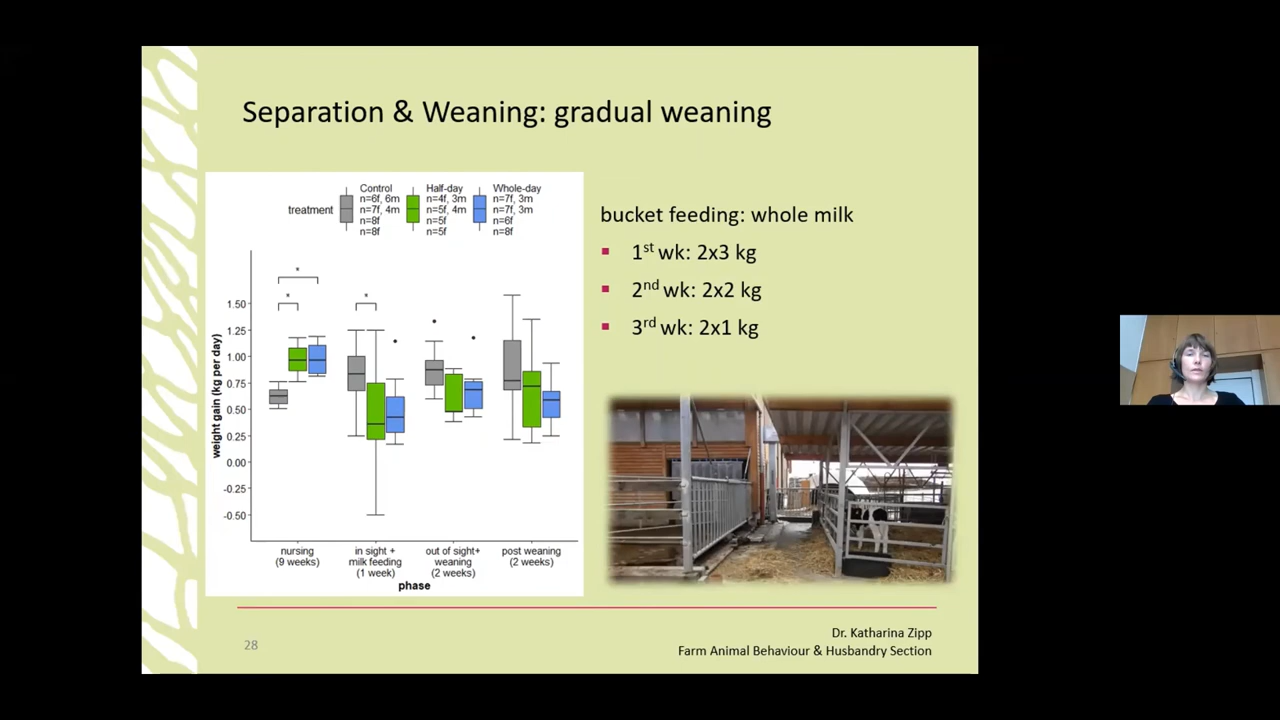 Separation & Weaning: gradual weaning
treatment
Control
n=6f, 6m
n=7f, 4m
n=8f
n=8f
Half-day
n=4f, 3m
n=5f, 4m
n=5f
n=5f
Whole-day
n=7f, 3m
n=7f, 3m
n=6f
n=8f
weight gain (kg per day)
1.50
1.25
1.00
0.75
0.50
0.25
0.00
-0.25
-0.50
*
*
*
nursing
(9 weeks)
in sight +
milk feeding
(1 week)
out of sight+
weaning
(2 weeks)
post weaning
(2 weeks)
phase
bucket feeding: whole milk
▪ 1st wk: 2x3 kg
▪ 2nd wk: 2x2 kg
▪ 3rd wk: 2x1 kg
28
Dr. Katharina Zipp
Farm Animal Behaviour & Husbandry Section